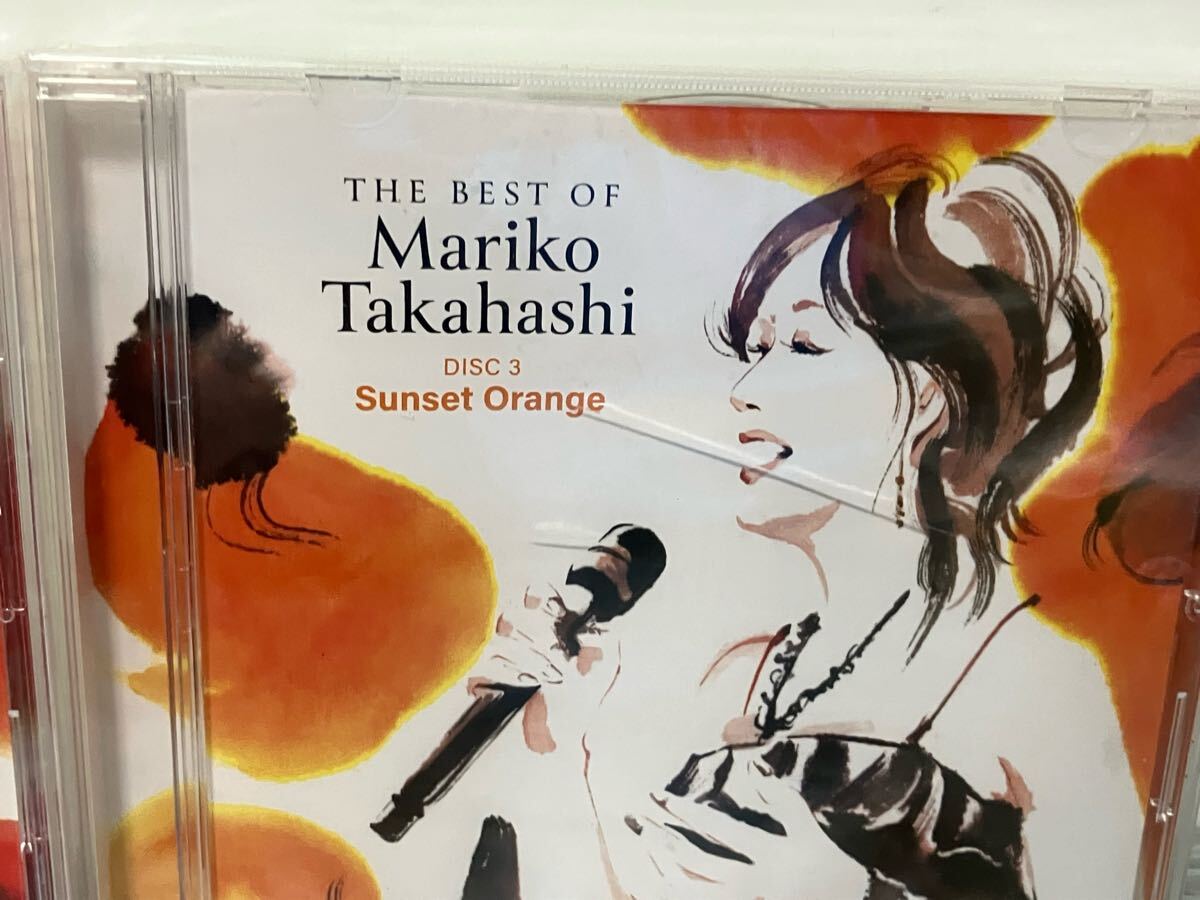 THE BEST OF
Mariko
Takahashi
DISC 3
Sunset Orange